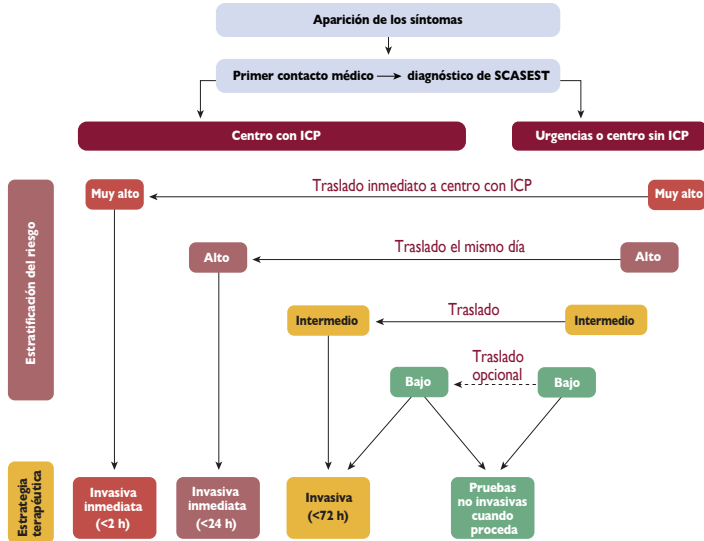 Aparición de los síntomas
Primer contacto médico → diagnóstico de SCASEST
Centro con ICP
Urgencias o centro sin ICP
Estratificación del riesgo
Muy alto
Traslado inmediato a centro con ICP
Muy alto
Alto
Traslado el mismo día
Alto
Intermedio
Traslado
Intermedio
Bajo
Traslado
opcional
Bajo
Estrategia
terapéutica
Invasiva
inmediata
(<2 h)
Invasiva
inmediata
(<24 h)
Invasiva
(<72 h)
Pruebas
no invasivas
cuando
proceda